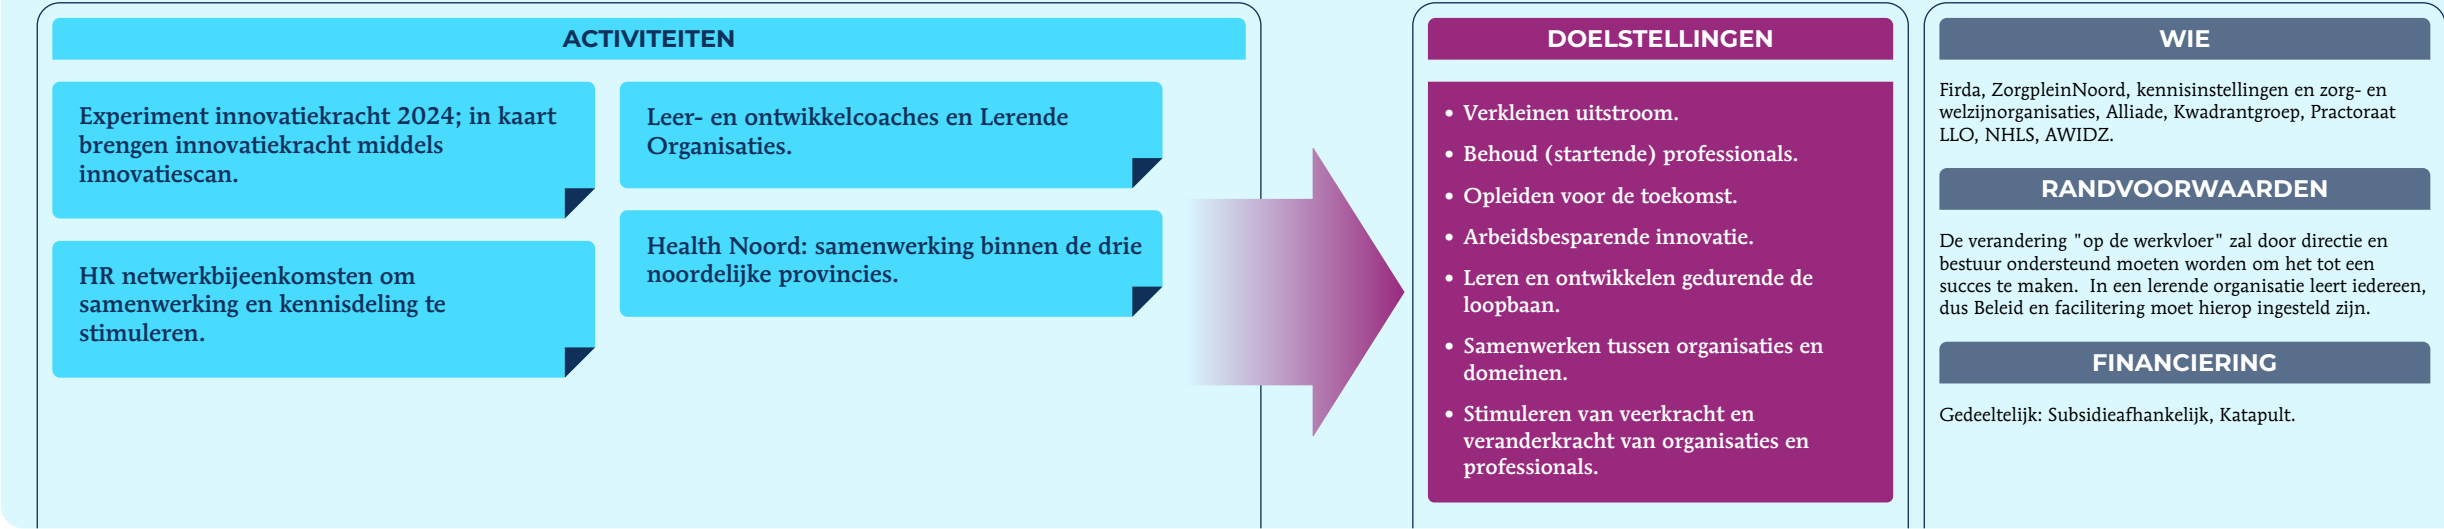 ACTIVITEITEN
Experiment innovatiekracht 2024; in kaart
brengen innovatiekracht middels
innovatiescan.
HR netwerkbijeenkomsten om
samenwerking en kennisdeling te
stimuleren.
Leer- en ontwikkelcoaches en Lerende
Organisaties.
Health Noord: samenwerking binnen de drie
noordelijke provincies.
DOELSTELLINGEN
• Verkleinen uitstroom.
• Behoud (startende) professionals.
• Opleiden voor de toekomst.
• Arbeidsbesparende innovatie.
• Leren en ontwikkelen gedurende de
loopbaan.
• Samenwerken tussen organisaties en
domeinen.
• Stimuleren van veerkracht en
veranderkracht van organisaties en
professionals.
WIE
Firda, ZorgpleinNoord, kennisinstellingen en zorg- en
welzijnorganisaties, Alliade, Kwadrantgroep, Practoraat
LLO, NHLS, AWIDZ.
RANDVOORWAARDEN
De verandering "op de werkvloer" zal door directie en
bestuur ondersteund moeten worden om het tot een
succes te maken.  In een lerende organisatie leert iedereen,
dus Beleid en facilitering moet hierop ingesteld zijn.
FINANCIERING
Gedeeltelijk: Subsidieafhankelijk, Katapult.